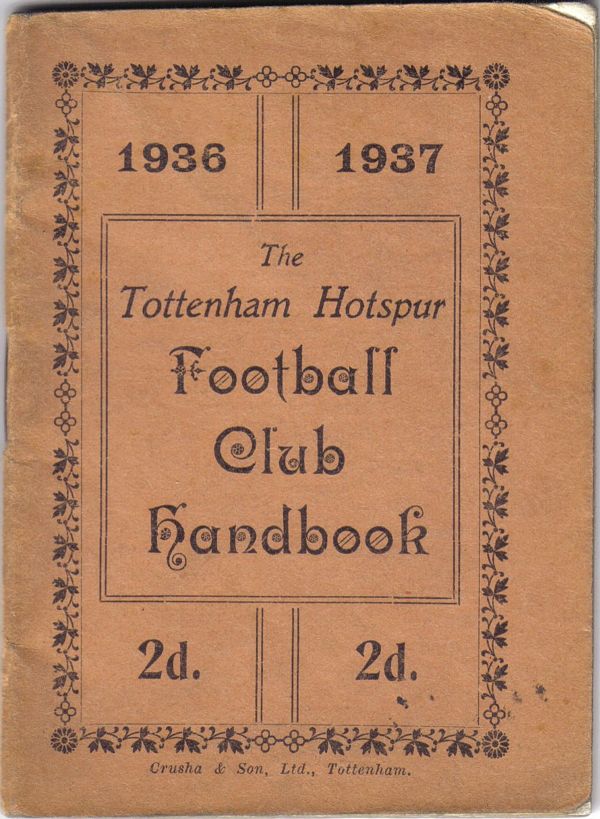 1936 1937
The
Tottenham Hotspur
Football
Club
Handbook
2d. 2d.
Crusha & Son, Ltd., Tottenham.